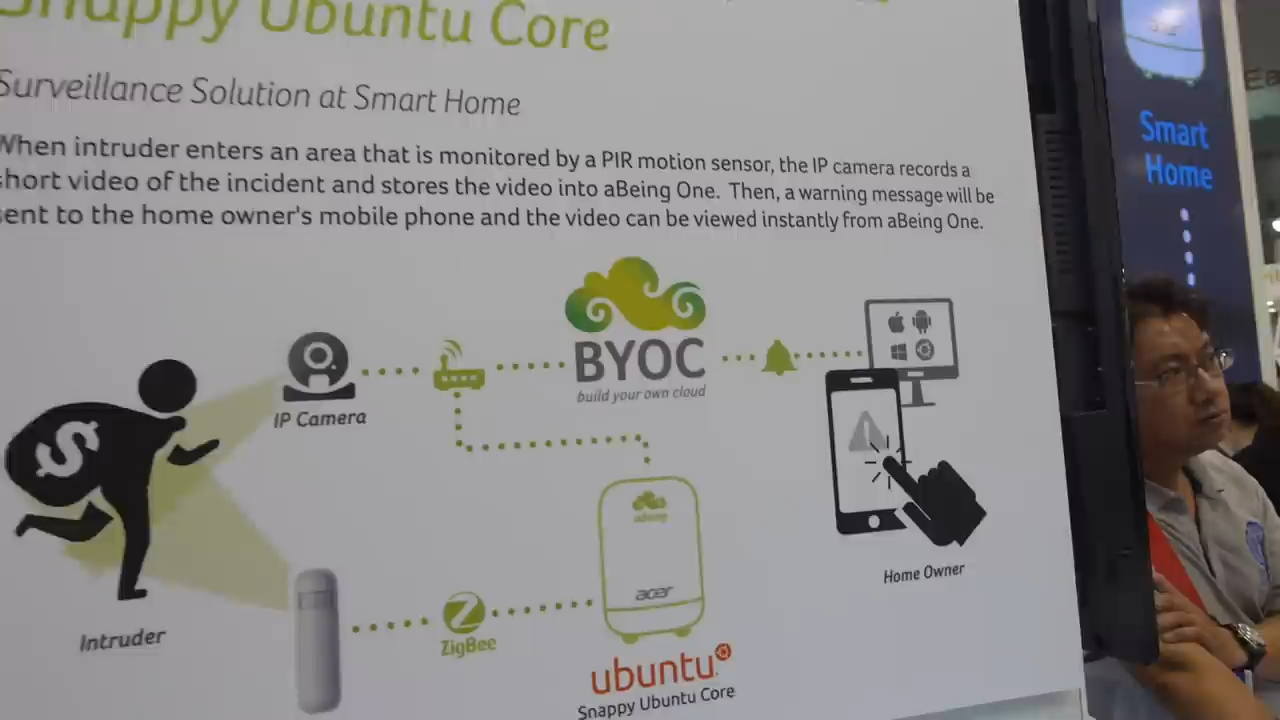 Snappy Ubuntu Core
Surveillance Solution at Smart Home
When intruder enters an area that is monitored by a PIR motion sensor, the IP camera records a
short video of the incident and stores the video into aBeing One. Then, a warning message will be
sent to the home owner's mobile phone and the video can be viewed instantly from aBeing One.
BYOC
build your own cloud
IP Camera
$
abeing
acer
Home Owner
Intruder
Z
ZigBee
ubuntu
Snappy Ubuntu Core
Smart
Home